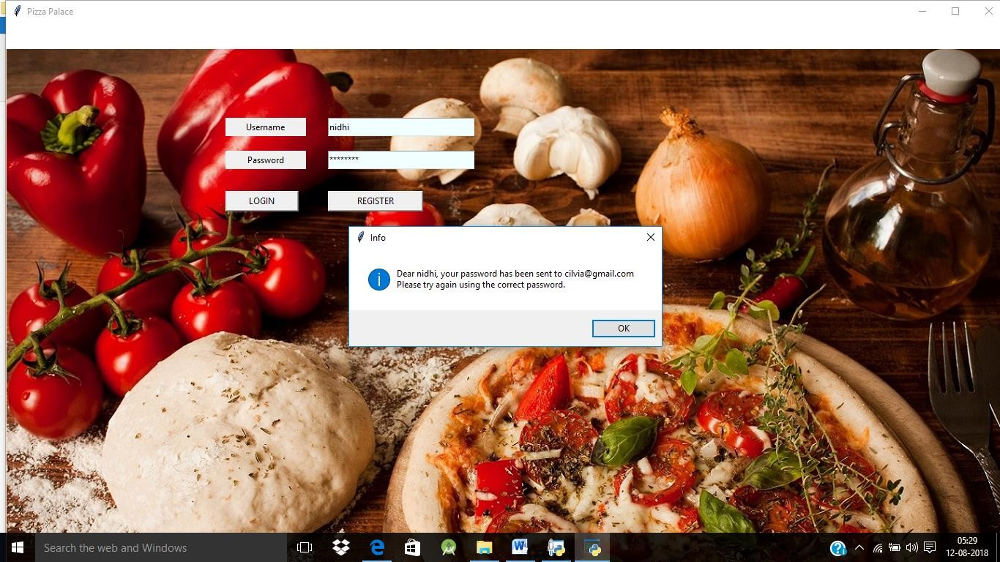 Pizza Palace
Username
nidhi
Password
********
LOGIN
REGISTER
Info
Dear nidhi, your password has been sent to cilvia@gmail.com
Please try again using the correct password.
OK
Search the web and Windows
05:29
12-08-2018